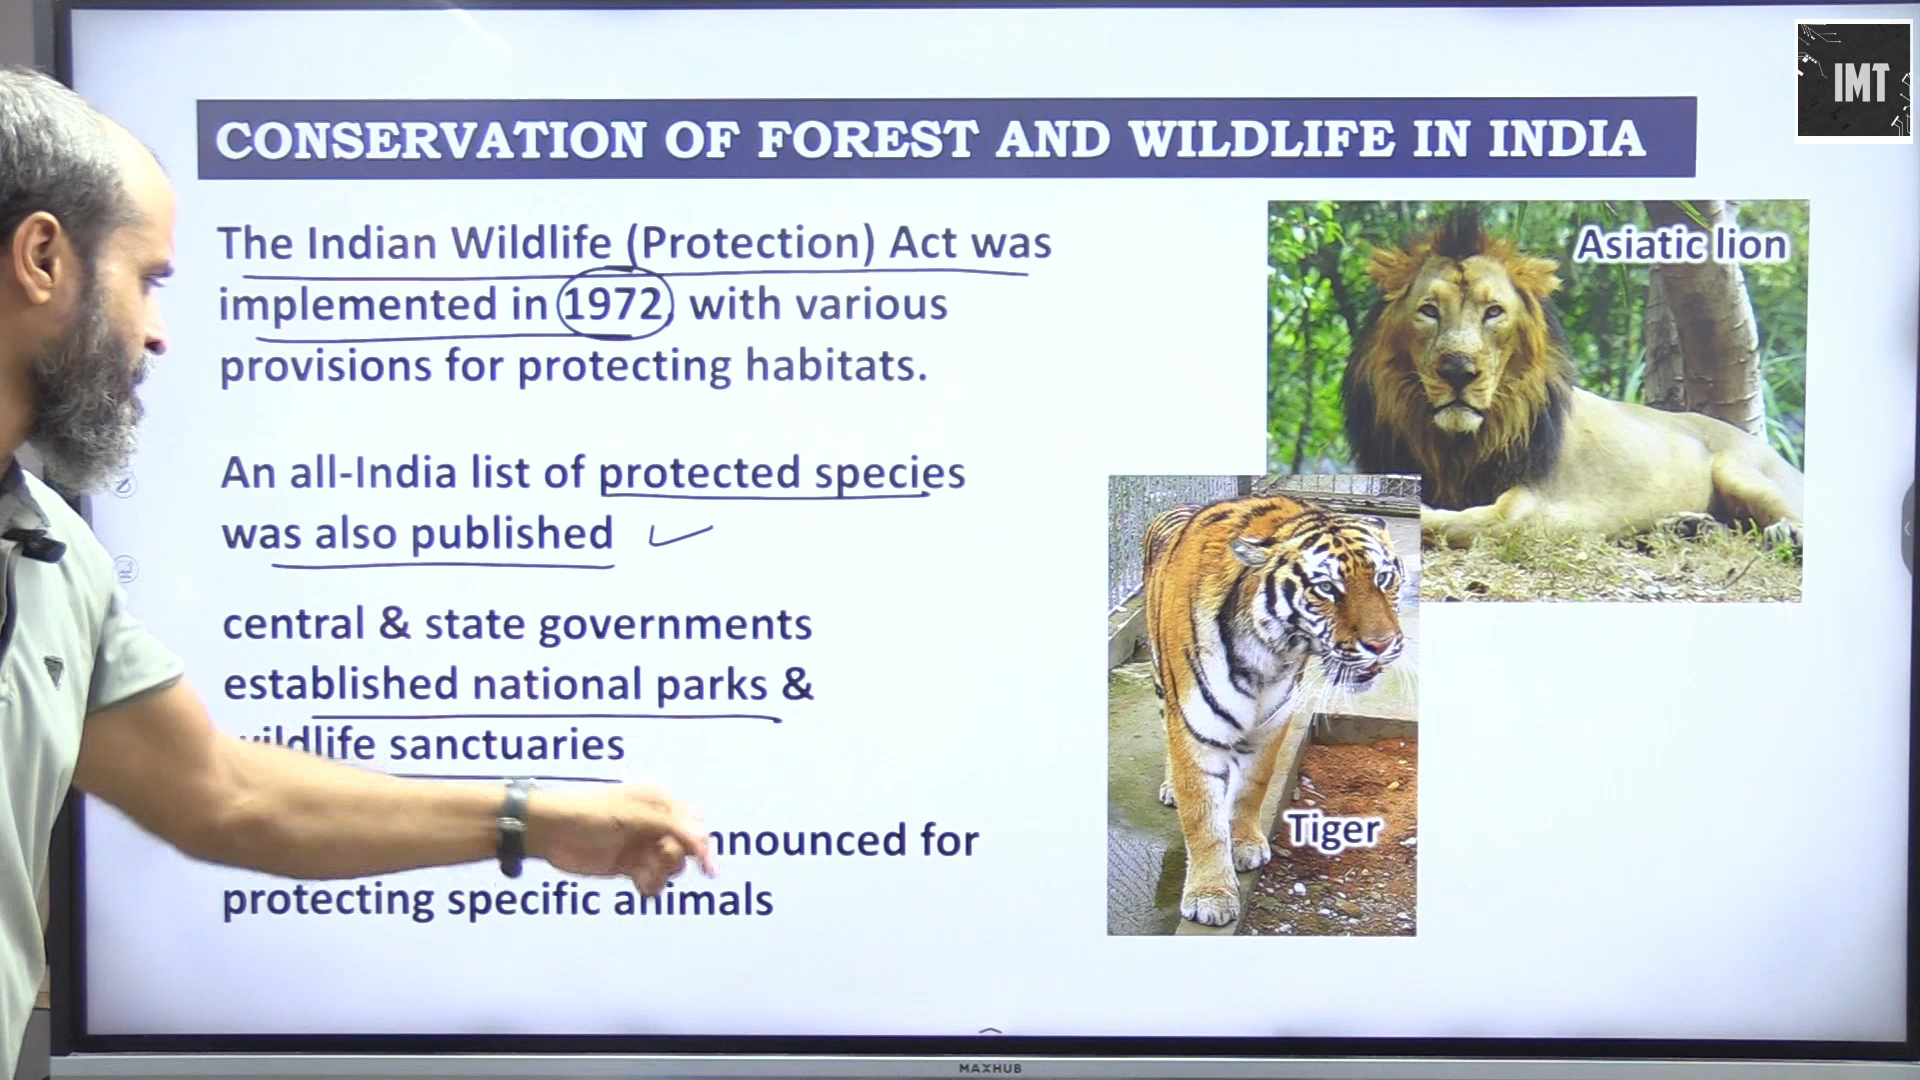 IMT
CONSERVATION OF FOREST AND WILDLIFE IN INDIA
The Indian Wildlife (Protection) Act was
implemented in 1972, with various
provisions for protecting habitats.
Asiatic lion
An all-India list of protected species
was also published
central & state governments
established national parks &
wildlife sanctuaries
announced for
protecting specific animals
Tiger
MAXHUB